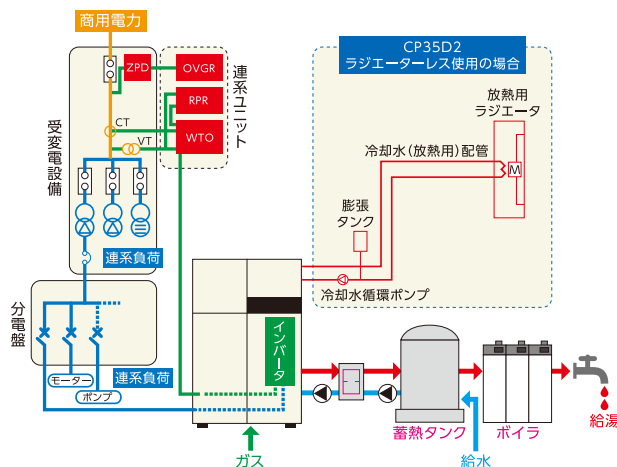 商用電力
ZPD
OVGR
RPR
WTO
CT
VT
連系ユニット
受変電設備
連系負荷
分電盤
モーター
ポンプ
連系負荷
CP35D2
ラジエーターレス使用の場合
放熱用
ラジエータ
冷却水(放熱用)配管
M
膨張
タンク
冷却水循環ポンプ
インバータ
ガス
蓄熱タンク
給水
ボイラ
給湯